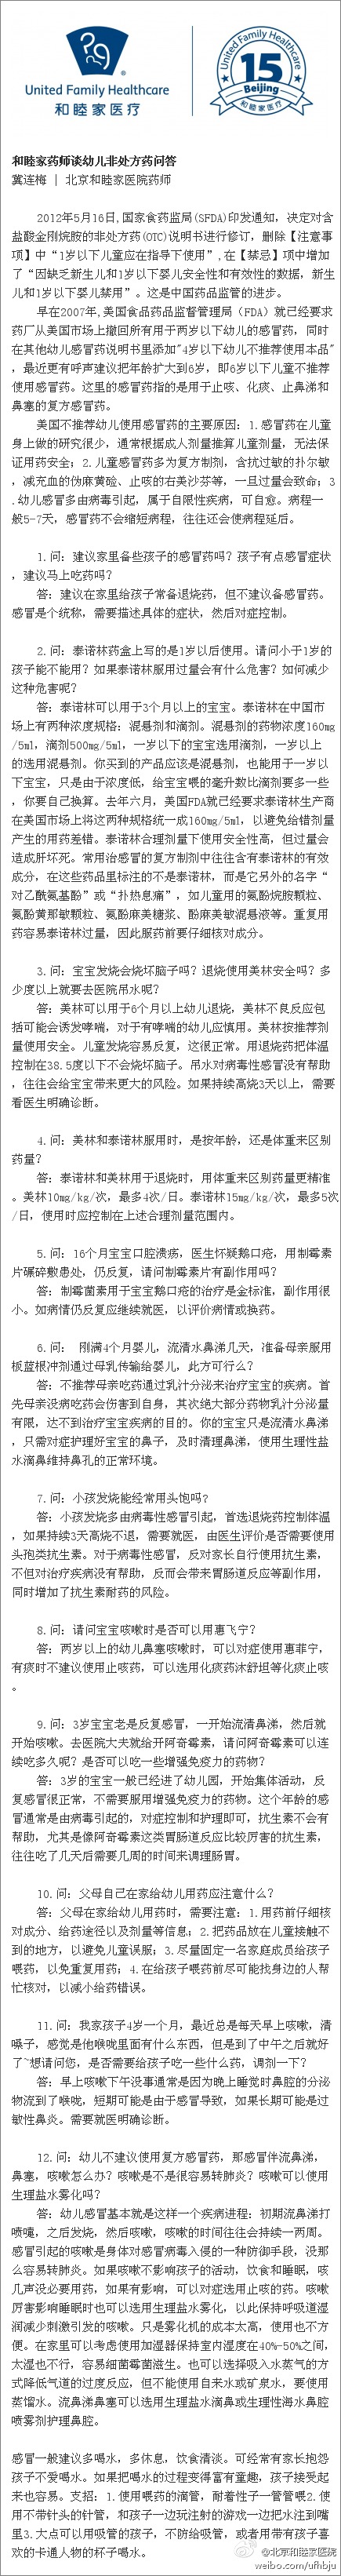 United Family Healthcare
和睦家医疗
United Family Healthcare
15
Beijing
和睦家药师谈幼儿非处方药问答
冀连梅 | 北京和睦家医院药师
2012年5月16日,国家食药监局(SFDA)印发通知，决定对含
盐酸金刚烷胺的非处方药(OTC)说明书进行修订，删除【注意事
项】中“1岁以下儿童应在指导下使用”,在【禁忌】项中增加
了“因缺乏新生儿和1岁以下婴儿安全性和有效性的数据，新生
儿和1岁以下婴儿禁用”。这是中国药品监管的进步。
早在2007年,美国食品药品监督管理局（FDA）就已经要求
药厂从美国市场上撤回所有用于两岁以下幼儿的感冒药，同时
在其他幼儿感冒药说明书里添加"4岁以下幼儿不推荐使用本品"
，最近更有呼声建议把年龄扩大到6岁，即6岁以下儿童不推荐
使用感冒药。这里的感冒药指的是用于止咳、化痰、止鼻涕和
鼻塞的复方感冒药。
美国不推荐幼儿使用感冒药的主要原因：1.感冒药在儿童
身上做的研究很少，通常根据成人剂量推算儿童剂量，无法保
证用药安全；2.儿童感冒药多为复方制剂，含抗过敏的扑尔敏
，减充血的伪麻黄碱、止咳的右美沙芬等，一旦过量会致命；3
.幼儿感冒多由病毒引起，属于自限性疾病，可自愈。病程一
般5-7天，感冒药不会缩短病程，往往还会使病程延后。
1.问：建议家里备些孩子的感冒药吗？孩子有点感冒症状
，建议马上吃药吗？
答：建议在家里给孩子常备退烧药，但不建议备感冒药。
感冒是个统称，需要描述具体的症状，然后对症控制。
2.问：泰诺林药盒上写的是1岁以后使用。请问小于1岁的
孩子能不能用？如果泰诺林服用过量会有什么危害？如何减少
这种危害呢？
答：泰诺林可以用于3个月以上的宝宝。泰诺林在中国市
场上有两种浓度规格：混悬剂和滴剂。混悬剂的药物浓度160mg
/5ml，滴剂500mg/5ml，一岁以下的宝宝选用滴剂，一岁以上
的选用混悬剂。你买到的产品应该是混悬剂，也能用于一岁以
下宝宝，只是由于浓度低，给宝宝喂的毫升数比滴剂要多一些
，你要自己换算。去年六月，美国FDA就已经要求泰诺林生产商
在美国市场上将这两种规格统一成160mg/5ml，以避免给错剂量
产生的用药差错。泰诺林合理剂量下使用安全性高，但过量会
造成肝坏死。常用治感冒的复方制剂中往往含有泰诺林的有效
成分，在这些药品里标注的不是泰诺林，而是它另外的名字“
对乙酰氨基酚”或“扑热息痛”，如儿童用的氨酚烷胺颗粒、
氨酚黄那敏颗粒、氨酚麻美糖浆、酚麻美敏混悬液等。重复用
药容易泰诺林过量，因此服药前要仔细核对成分。
3.问：宝宝发烧会烧坏脑子吗？退烧使用美林安全吗？多
少度以上就要去医院吊水呢？
答：美林可以用于6个月以上幼儿退烧，美林不良反应包
括可能会诱发哮喘，对于有哮喘的幼儿应慎用。美林按推荐剂
量使用安全。儿童发烧容易反复，这很正常。用退烧药把体温
控制在38.5度以下不会烧坏脑子。吊水对病毒性感冒没有帮助
，往往会给宝宝带来更大的风险。如果持续高烧3天以上，需要
看医生明确诊断。
4.问：美林和泰诺林服用时，是按年龄，还是体重来区别
药量？
答：泰诺林和美林用于退烧时，用体重来区别药量更精准
。美林10mg/kg/次，最多4次/日。泰诺林15mg/kg/次，最多5次
/日，使用时应控制在上述合理剂量范围内。
5.问：16个月宝宝口腔溃疡，医生怀疑鹅口疮，用制霉素
片碾碎敷患处，仍反复，请问制霉素片有副作用吗？
答：制霉菌素用于宝宝鹅口疮的治疗是金标准，副作用很
小。如病情仍反复应继续就医，以评价病情或换药。
6.问： 刚满4个月婴儿，流清水鼻涕几天，准备母亲服用
板蓝根冲剂通过母乳传输给婴儿，此方可行么？
答：不推荐母亲吃药通过乳汁分泌来治疗宝宝的疾病。首
先母亲没病吃药会伤害到自身，其次绝大部分药物乳汁分泌量
有限，达不到治疗宝宝疾病的目的。你的宝宝只是流清水鼻涕
，只需对症护理好宝宝的鼻子，及时清理鼻涕，使用生理性盐
水滴鼻维持鼻孔的正常环境。
7.问：小孩发烧能经常用头饱吗?
答：小孩发烧多由病毒性感冒引起，首选退烧药控制体温
，如果持续3天高烧不退，需要就医，由医生评价是否需要使用
头孢类抗生素。对于病毒性感冒，反对家长自行使用抗生素，
不但对治疗疾病没有帮助，反而会带来胃肠道反应等副作用，
同时增加了抗生素耐药的风险。
8.问：请问宝宝咳嗽时是否可以用惠飞宁?
答：两岁以上的幼儿鼻塞咳嗽时，可以对症使用惠菲宁，
有痰时不建议使用止咳药，可以选用化痰药沐舒坦等化痰止咳
。
9.问：3岁宝宝老是反复感冒，一开始流清鼻涕，然后就
开始咳嗽。去医院大夫就给开阿奇霉素，请问阿奇霉素可以连
续吃多久呢？是否可以吃一些增强免疫力的药物？
答：3岁的宝宝一般已经进了幼儿园，开始集体活动，反
复感冒很正常，不需要服用增强免疫力的药物。这个年龄的感
冒通常是由病毒引起的，对症控制和护理即可，抗生素不会有
帮助，尤其是像阿奇霉素这类胃肠道反应比较厉害的抗生素，
往往吃了几天后需要几周的时间来调理肠胃。
10.问：父母自己在家给幼儿用药应注意什么？
答：父母在家给幼儿用药时，需要注意：1.用药前仔细核
对成分、给药途径以及剂量等信息；2.把药品放在儿童接触不
到的地方，以避免儿童误服；3.尽量固定一名家庭成员给孩子
喂药，以免重复用药；4.在给孩子喂药前尽可能找身边的人帮
忙核对，以减小给药错误。
11.问：我家孩子4岁一个月，最近总是每天早上咳嗽，清
嗓子，感觉是他喉咙里面有什么东西，但是到了中午之后就好
了~想请问您，是否需要给孩子吃一些什么药，调剂一下？
答：早上咳嗽下午没事通常是因为晚上睡觉时鼻腔的分泌
物流到了喉咙，短期可能是由于感冒导致，如果长期可能是过
敏性鼻炎。需要就医明确诊断。
12.问：幼儿不建议使用复方感冒药，那感冒伴流鼻涕，
鼻塞，咳嗽怎么办？咳嗽是不是很容易转肺炎？咳嗽可以使用
生理盐水雾化吗？
答：幼儿感冒基本就是这样一个疾病进程：初期流鼻涕打
喷嚏，之后发烧，然后咳嗽，咳嗽的时间往往会持续一两周。
感冒引起的咳嗽是身体对感冒病毒入侵的一种防御手段，没那
么容易转肺炎。如果咳嗽不影响孩子的活动，饮食和睡眠，咳
几声没必要用药，如果有影响，可以对症选用止咳的药。咳嗽
厉害影响睡眠时也可以选用生理盐水雾化，以此保持呼吸道湿
润减少刺激引发的咳嗽。只是雾化机的成本太高，使用也不方
便。在家里可以考虑使用加湿器保持室内湿度在40%-50%之间，
太湿也不行，容易细菌霉菌滋生。也可以选择吸入水蒸气的方
式降低气道的过度反应，但不能使用自来水或矿泉水，要使用
蒸馏水。流鼻涕鼻塞可以选用生理盐水滴鼻或生理性海水鼻腔
喷雾剂护理鼻腔。
感冒一般建议多喝水，多休息，饮食清淡。可经常有家长抱怨
孩子不爱喝水。如果把喝水的过程变得富有童趣，孩子接受起
来也容易。支招：1.使用喂药的滴管，耐着性子一管管喂2.使
用不带针头的针管，和孩子一边玩注射的游戏一边把水注到嘴
里3.大点可以用吸管的孩子，不妨给吸管，或者用带有孩子喜
欢的卡通人物的杯子喝水。
@北京和睦家医院
weibo.com/ufhbju